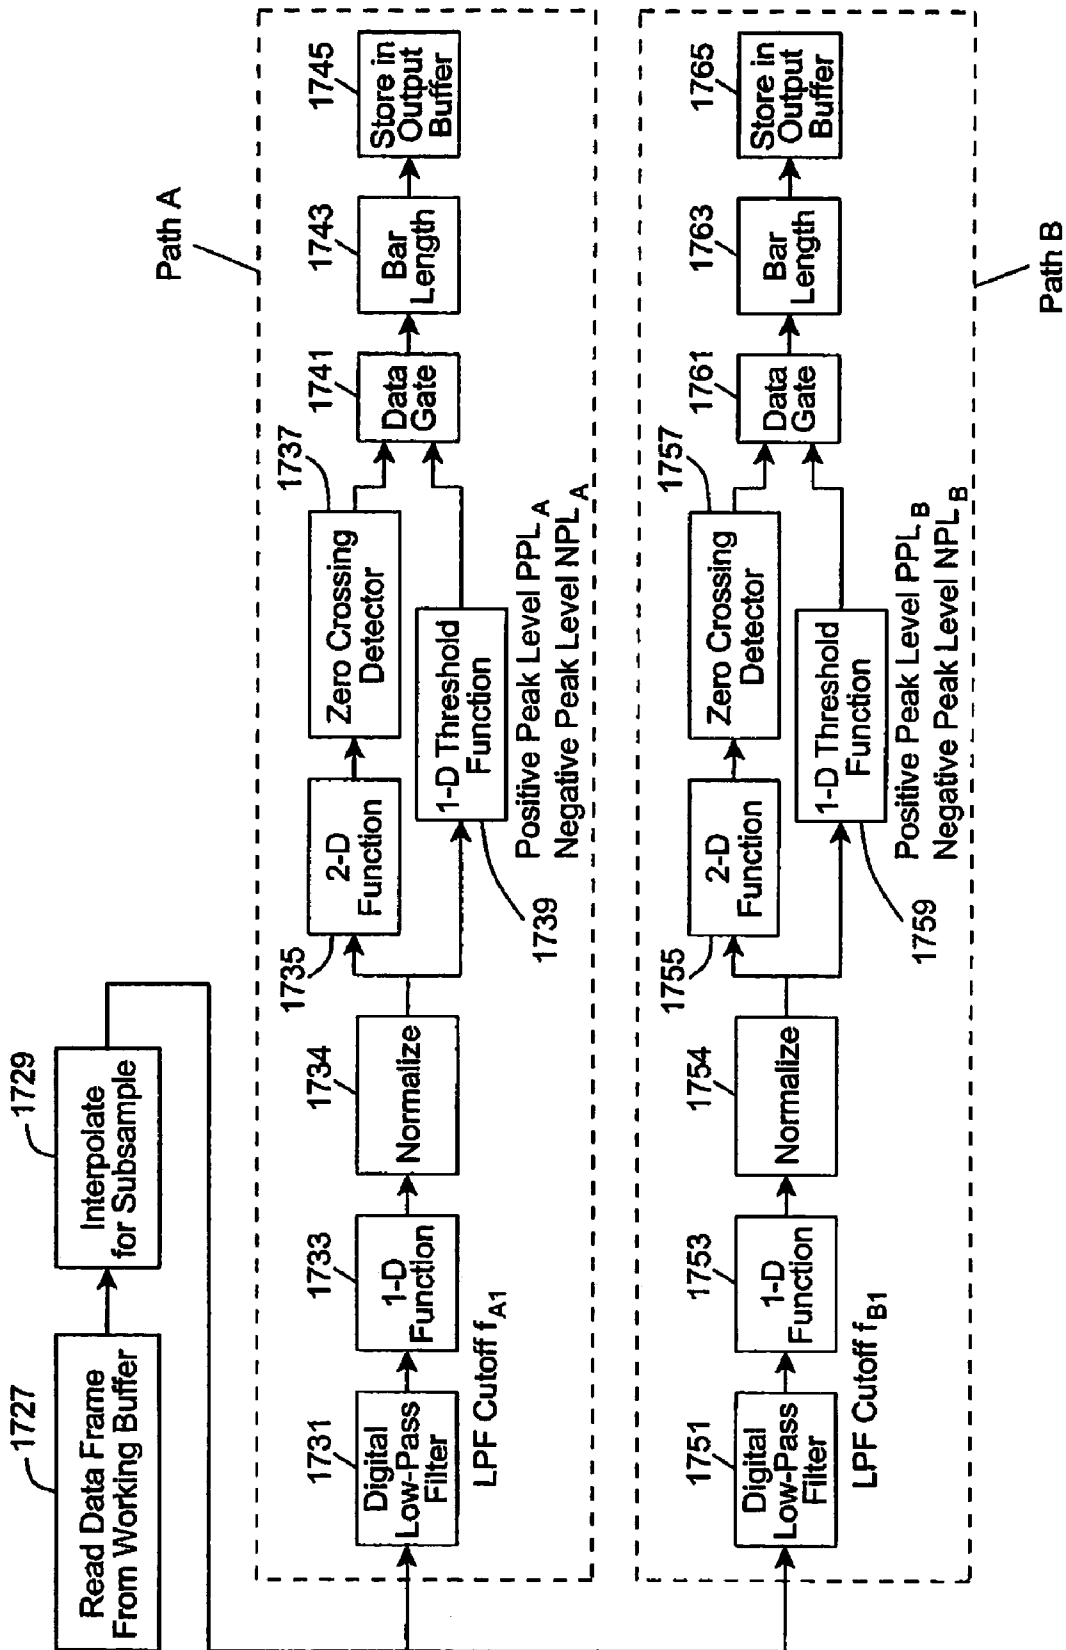 1727
Read Data Frame
From Working Buffer
1729
Interpolate
for Subsample
Path A
1731
Digital
Low-Pass
Filter
LPF Cutoff fA1
1733
1-D
Function
1734
Normalize
1735
2-D
Function
1737
Zero Crossing
Detector
1739
1-D Threshold
Function
Positive Peak Level PPLA
Negative Peak Level NPLA
1741
Data
Gate
1743
Bar
Length
1745
Store in
Output
Buffer
1751
Digital
Low-Pass
Filter
LPF Cutoff fB1
1753
1-D
Function
1754
Normalize
1755
2-D
Function
1757
Zero Crossing
Detector
1759
1-D Threshold
Function
Positive Peak Level PPLB
Negative Peak Level NPLB
1761
Data
Gate
1763
Bar
Length
1765
Store in
Output
Buffer
Path B